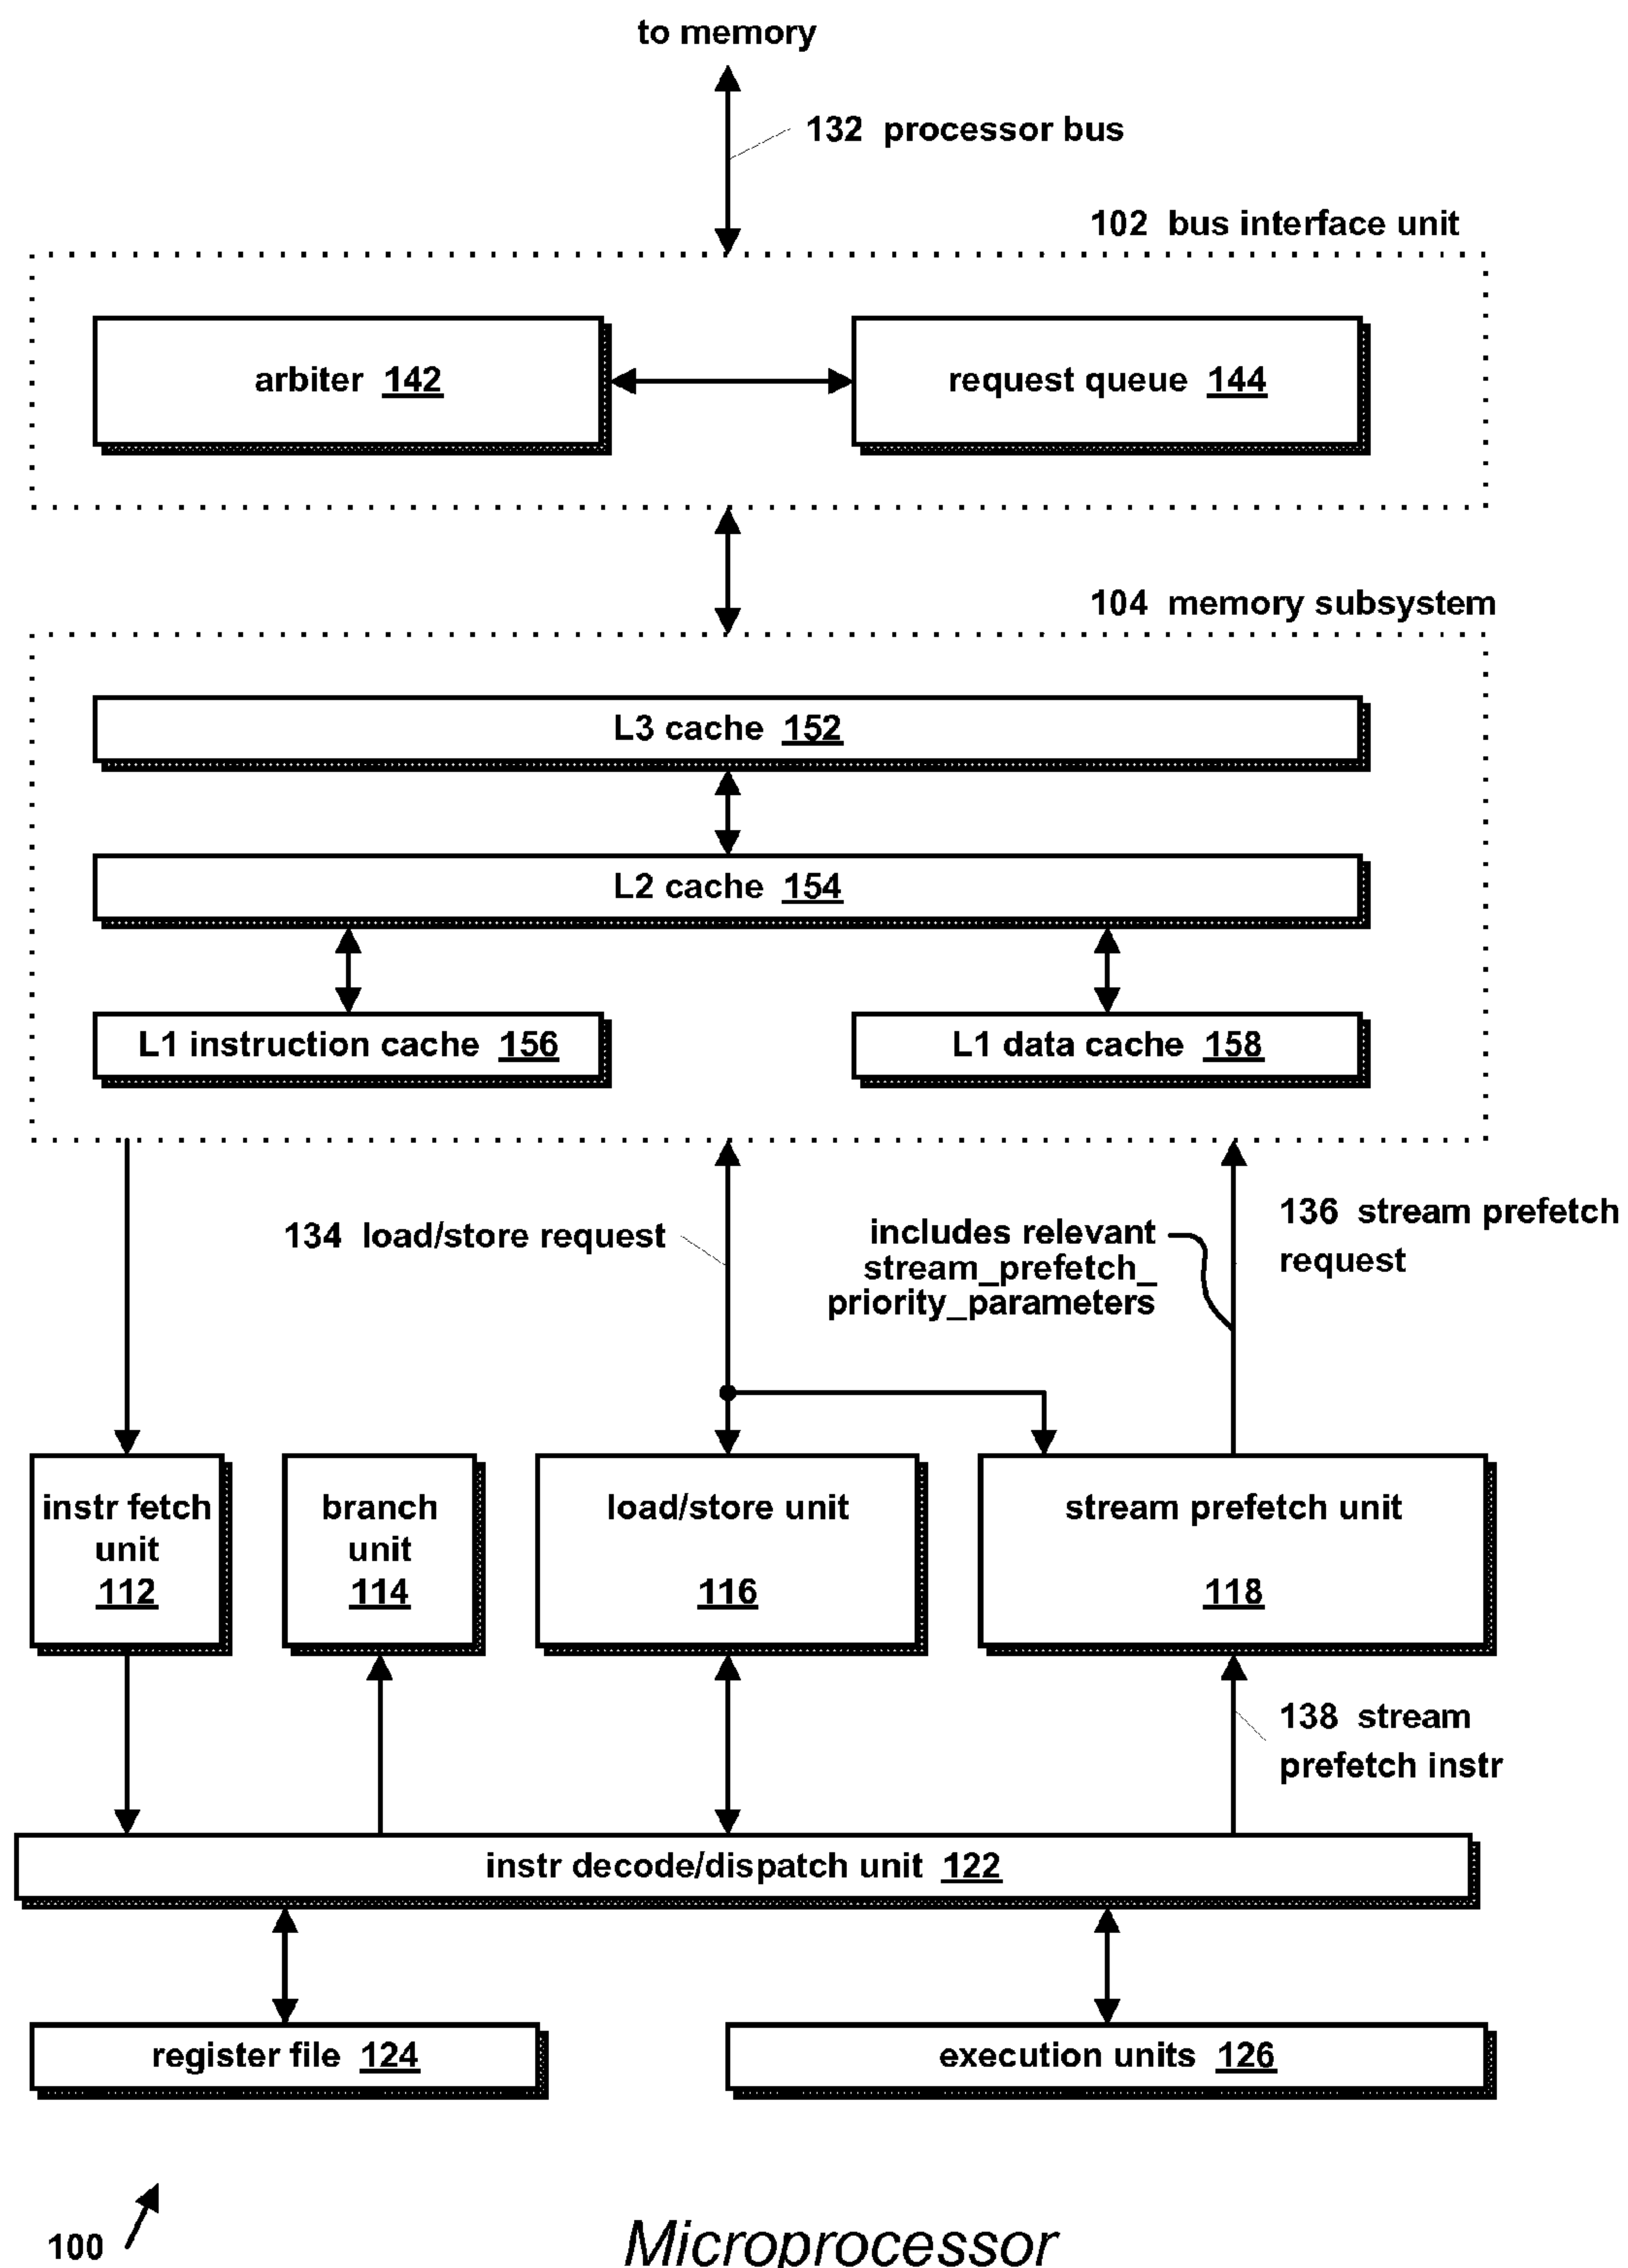 to memory
132 processor bus
102 bus interface unit
arbiter 142
request queue 144
104 memory subsystem
L3 cache 152
L2 cache 154
L1 instruction cache 156
L1 data cache 158
134 load/store request
includes relevant
stream_prefetch_
priority_parameters
136 stream prefetch
request
instr fetch
unit
112
branch
unit
114
load/store unit
116
stream prefetch unit
118
138 stream
prefetch instr
instr decode/dispatch unit 122
register file 124
execution units 126
100
Microprocessor